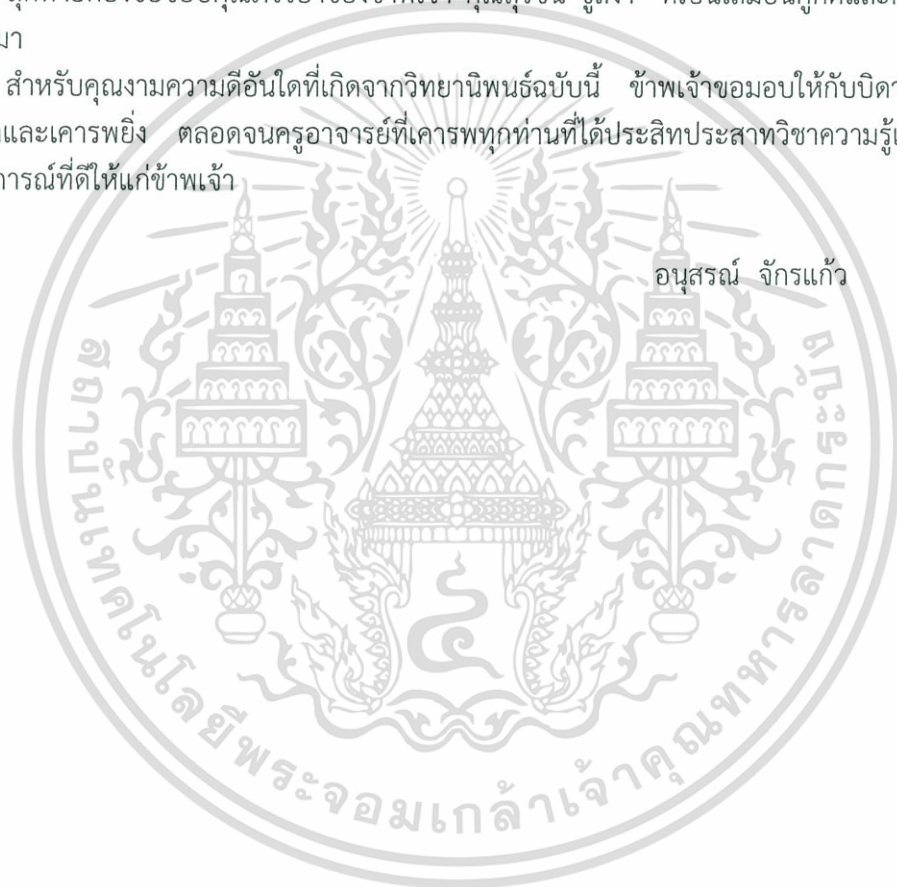 มา
สำหรับคุณงามความดีอันใดที่เกิดจากวิทยานิพนธ์ฉบับนี้ ข้าพเจ้าขอมอบให้กับบิดา
และเคารพยิ่ง ตลอดจนครูอาจารย์ที่เคารพทุกท่านที่ได้ประสิทธิ์ประสาทวิชาความรู้
การณ์ที่ดีให้แก่ข้าพเจ้า
อนุสรณ์ จักรแก้ว
สถาบันเทคโนโลยีพระจอมเกล้าเจ้าคุณทหารลาดกระบัง